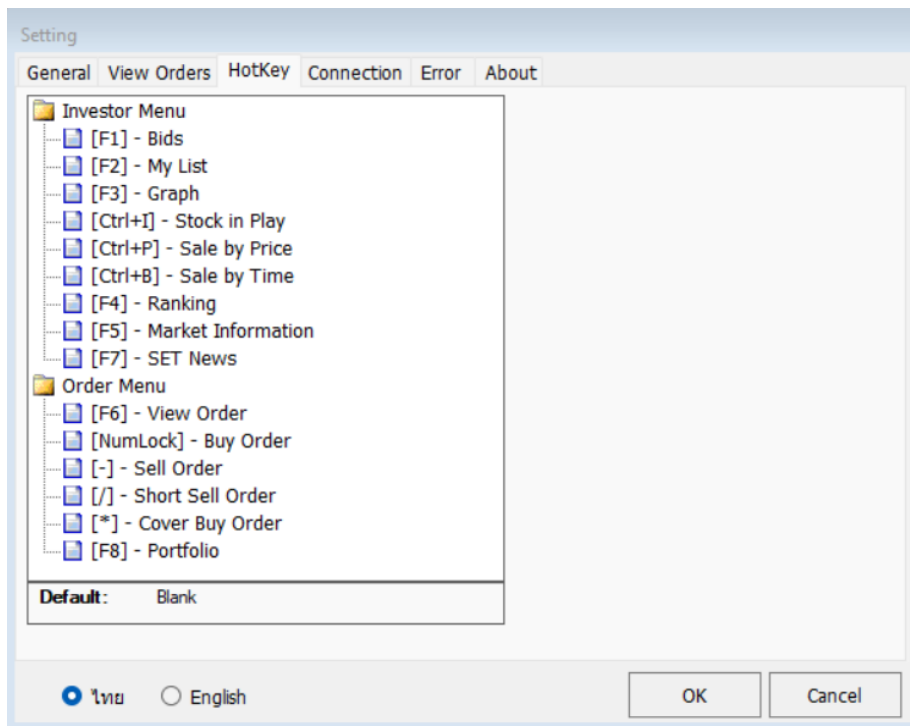 Setting
General View Orders HotKey Connection Error About
Investor Menu
[F1] - Bids
[F2] - My List
[F3] - Graph
[Ctrl+I] - Stock in Play
[Ctrl+P] - Sale by Price
[Ctrl+B] - Sale by Time
[F4] - Ranking
[F5] - Market Information
[F7] - SET News
Order Menu
[F6] - View Order
[NumLock] - Buy Order
[-] - Sell Order
[/] - Short Sell Order
[*] - Cover Buy Order
[F8] - Portfolio
Default: Blank
ไทย English OK Cancel